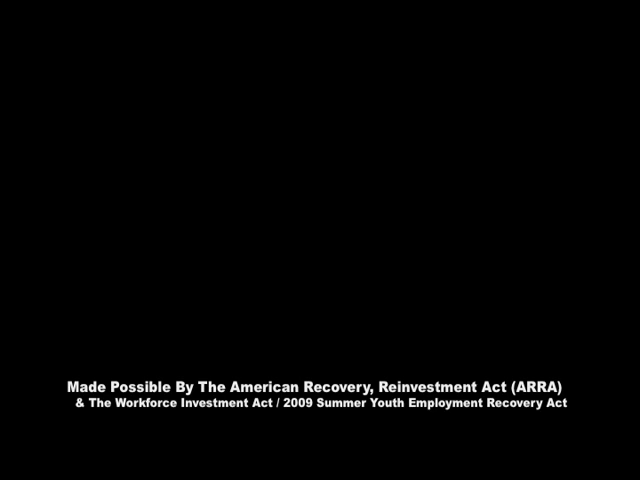 Made Possible By The American Recovery, Reinvestment Act (ARRA)
& The Workforce Investment Act / 2009 Summer Youth Employment Recovery Act